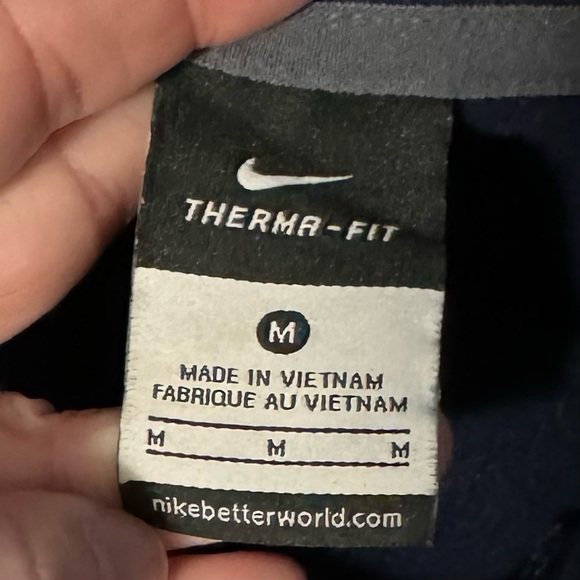 THERMA-FIT
M
MADE IN VIETNAM
FABRIQUE AU VIETNAM
M M M
nikebetterworld.com